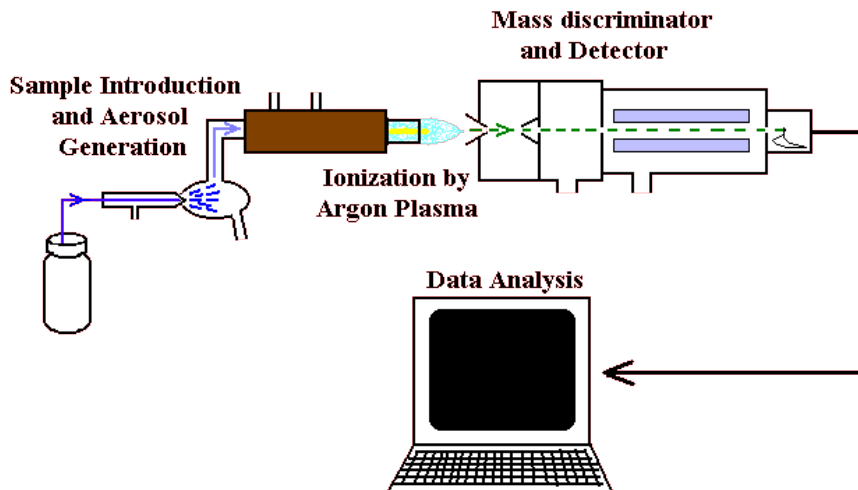 Mass discriminator
and Detector
Sample Introduction
and Aerosol
Generation
Ionization by
Argon Plasma
Data Analysis